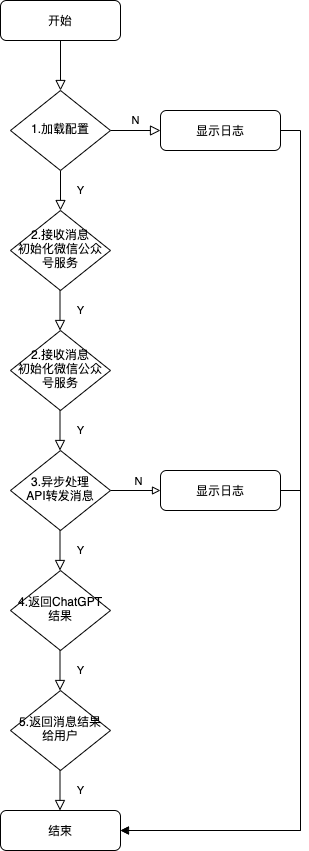 开始
1.加载配置
N
显示日志
Y
2.接收消息
初始化微信公众
号服务
Y
2.接收消息
初始化微信公众
号服务
Y
3.异步处理
API转发消息
N
显示日志
Y
4.返回ChatGPT
结果
Y
5.返回消息结果
给用户
Y
结束